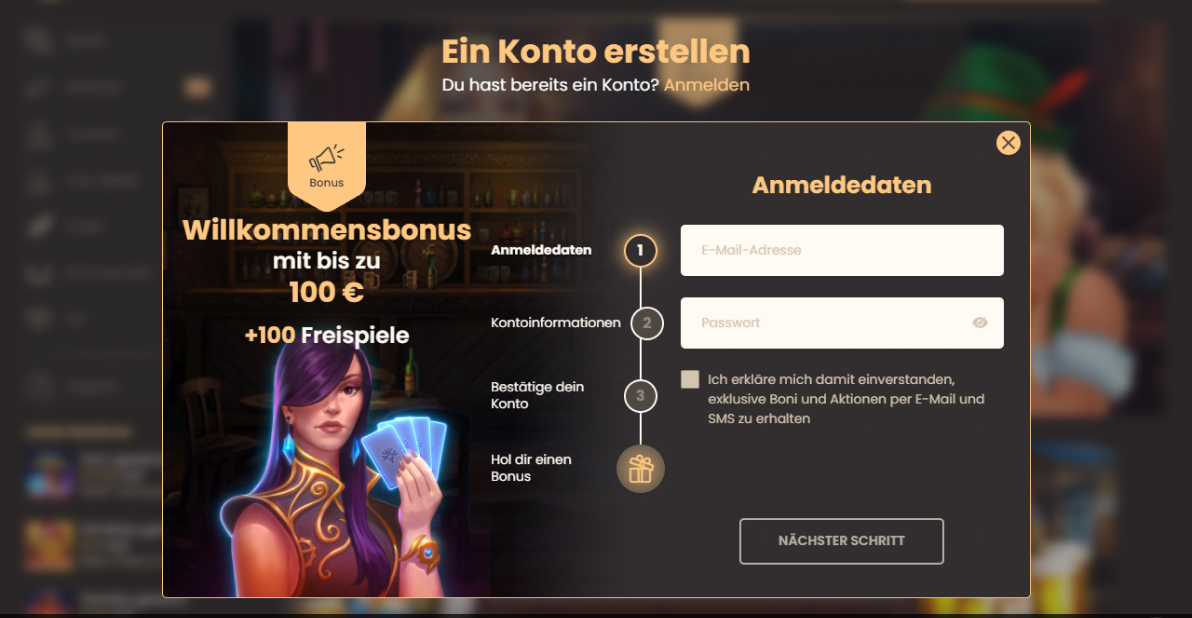 Ein Konto erstellen
Du hast bereits ein Konto? Anmelden
Bonus
Willkommensbonus
mit bis zu
100 €
+100 Freispiele
Anmeldedaten
1
Kontoinformationen
2
Bestätige dein
Konto
3
Hol dir einen
Bonus
Anmeldedaten
E-Mail-Adresse
Passwort
Ich erkläre mich damit einverstanden,
exklusive Boni und Aktionen per E-Mail und
SMS zu erhalten
NÄCHSTER SCHRITT